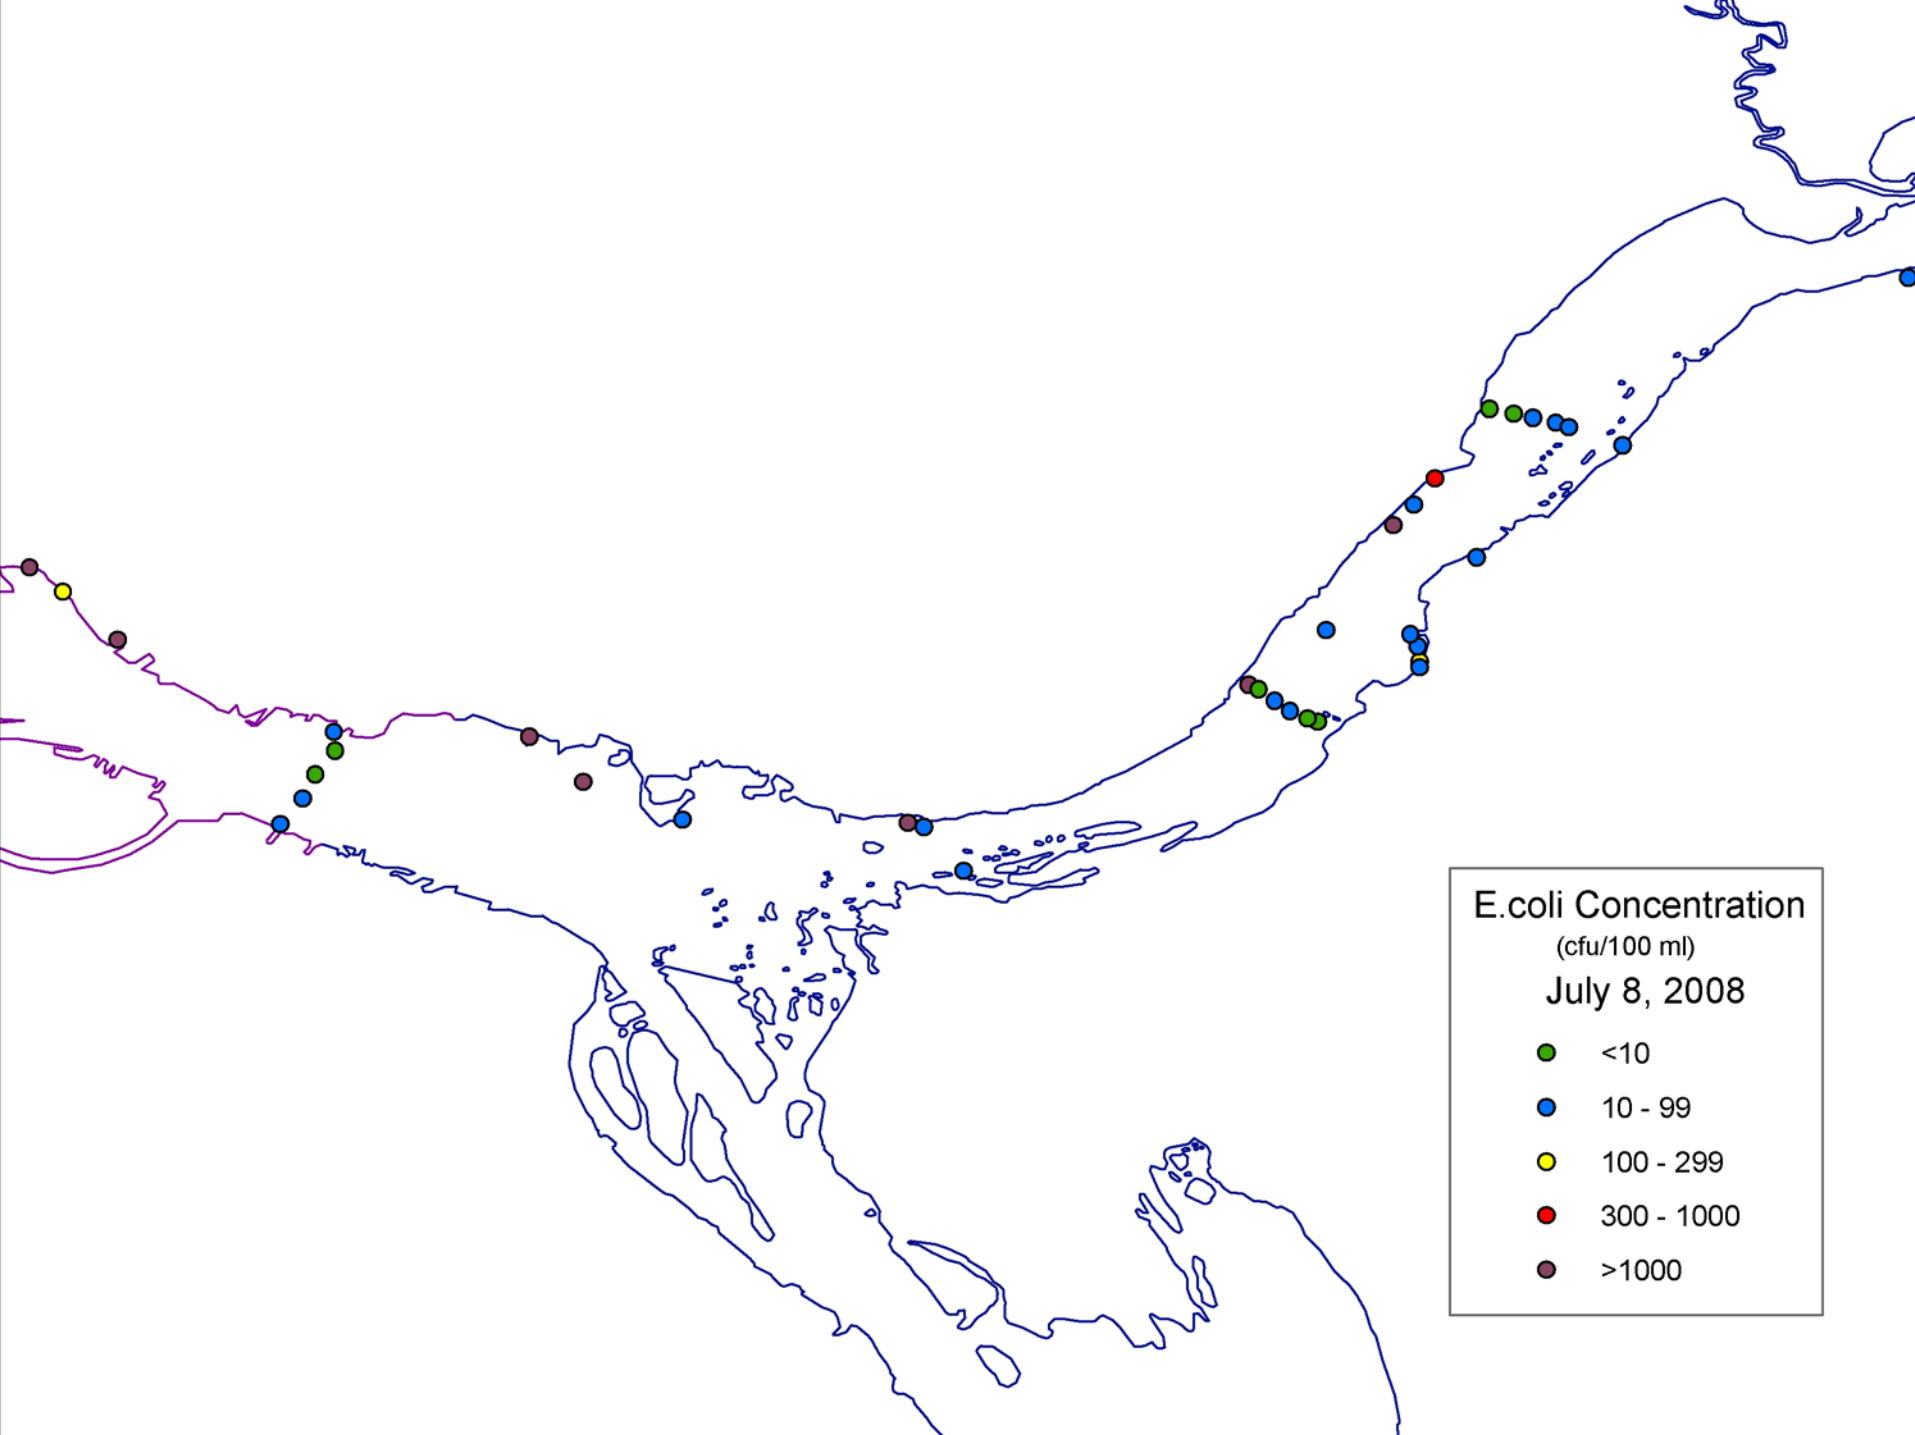 E.coli Concentration
(cfu/100 ml)
July 8, 2008
<10
10 - 99
100 - 299
300 - 1000
>1000